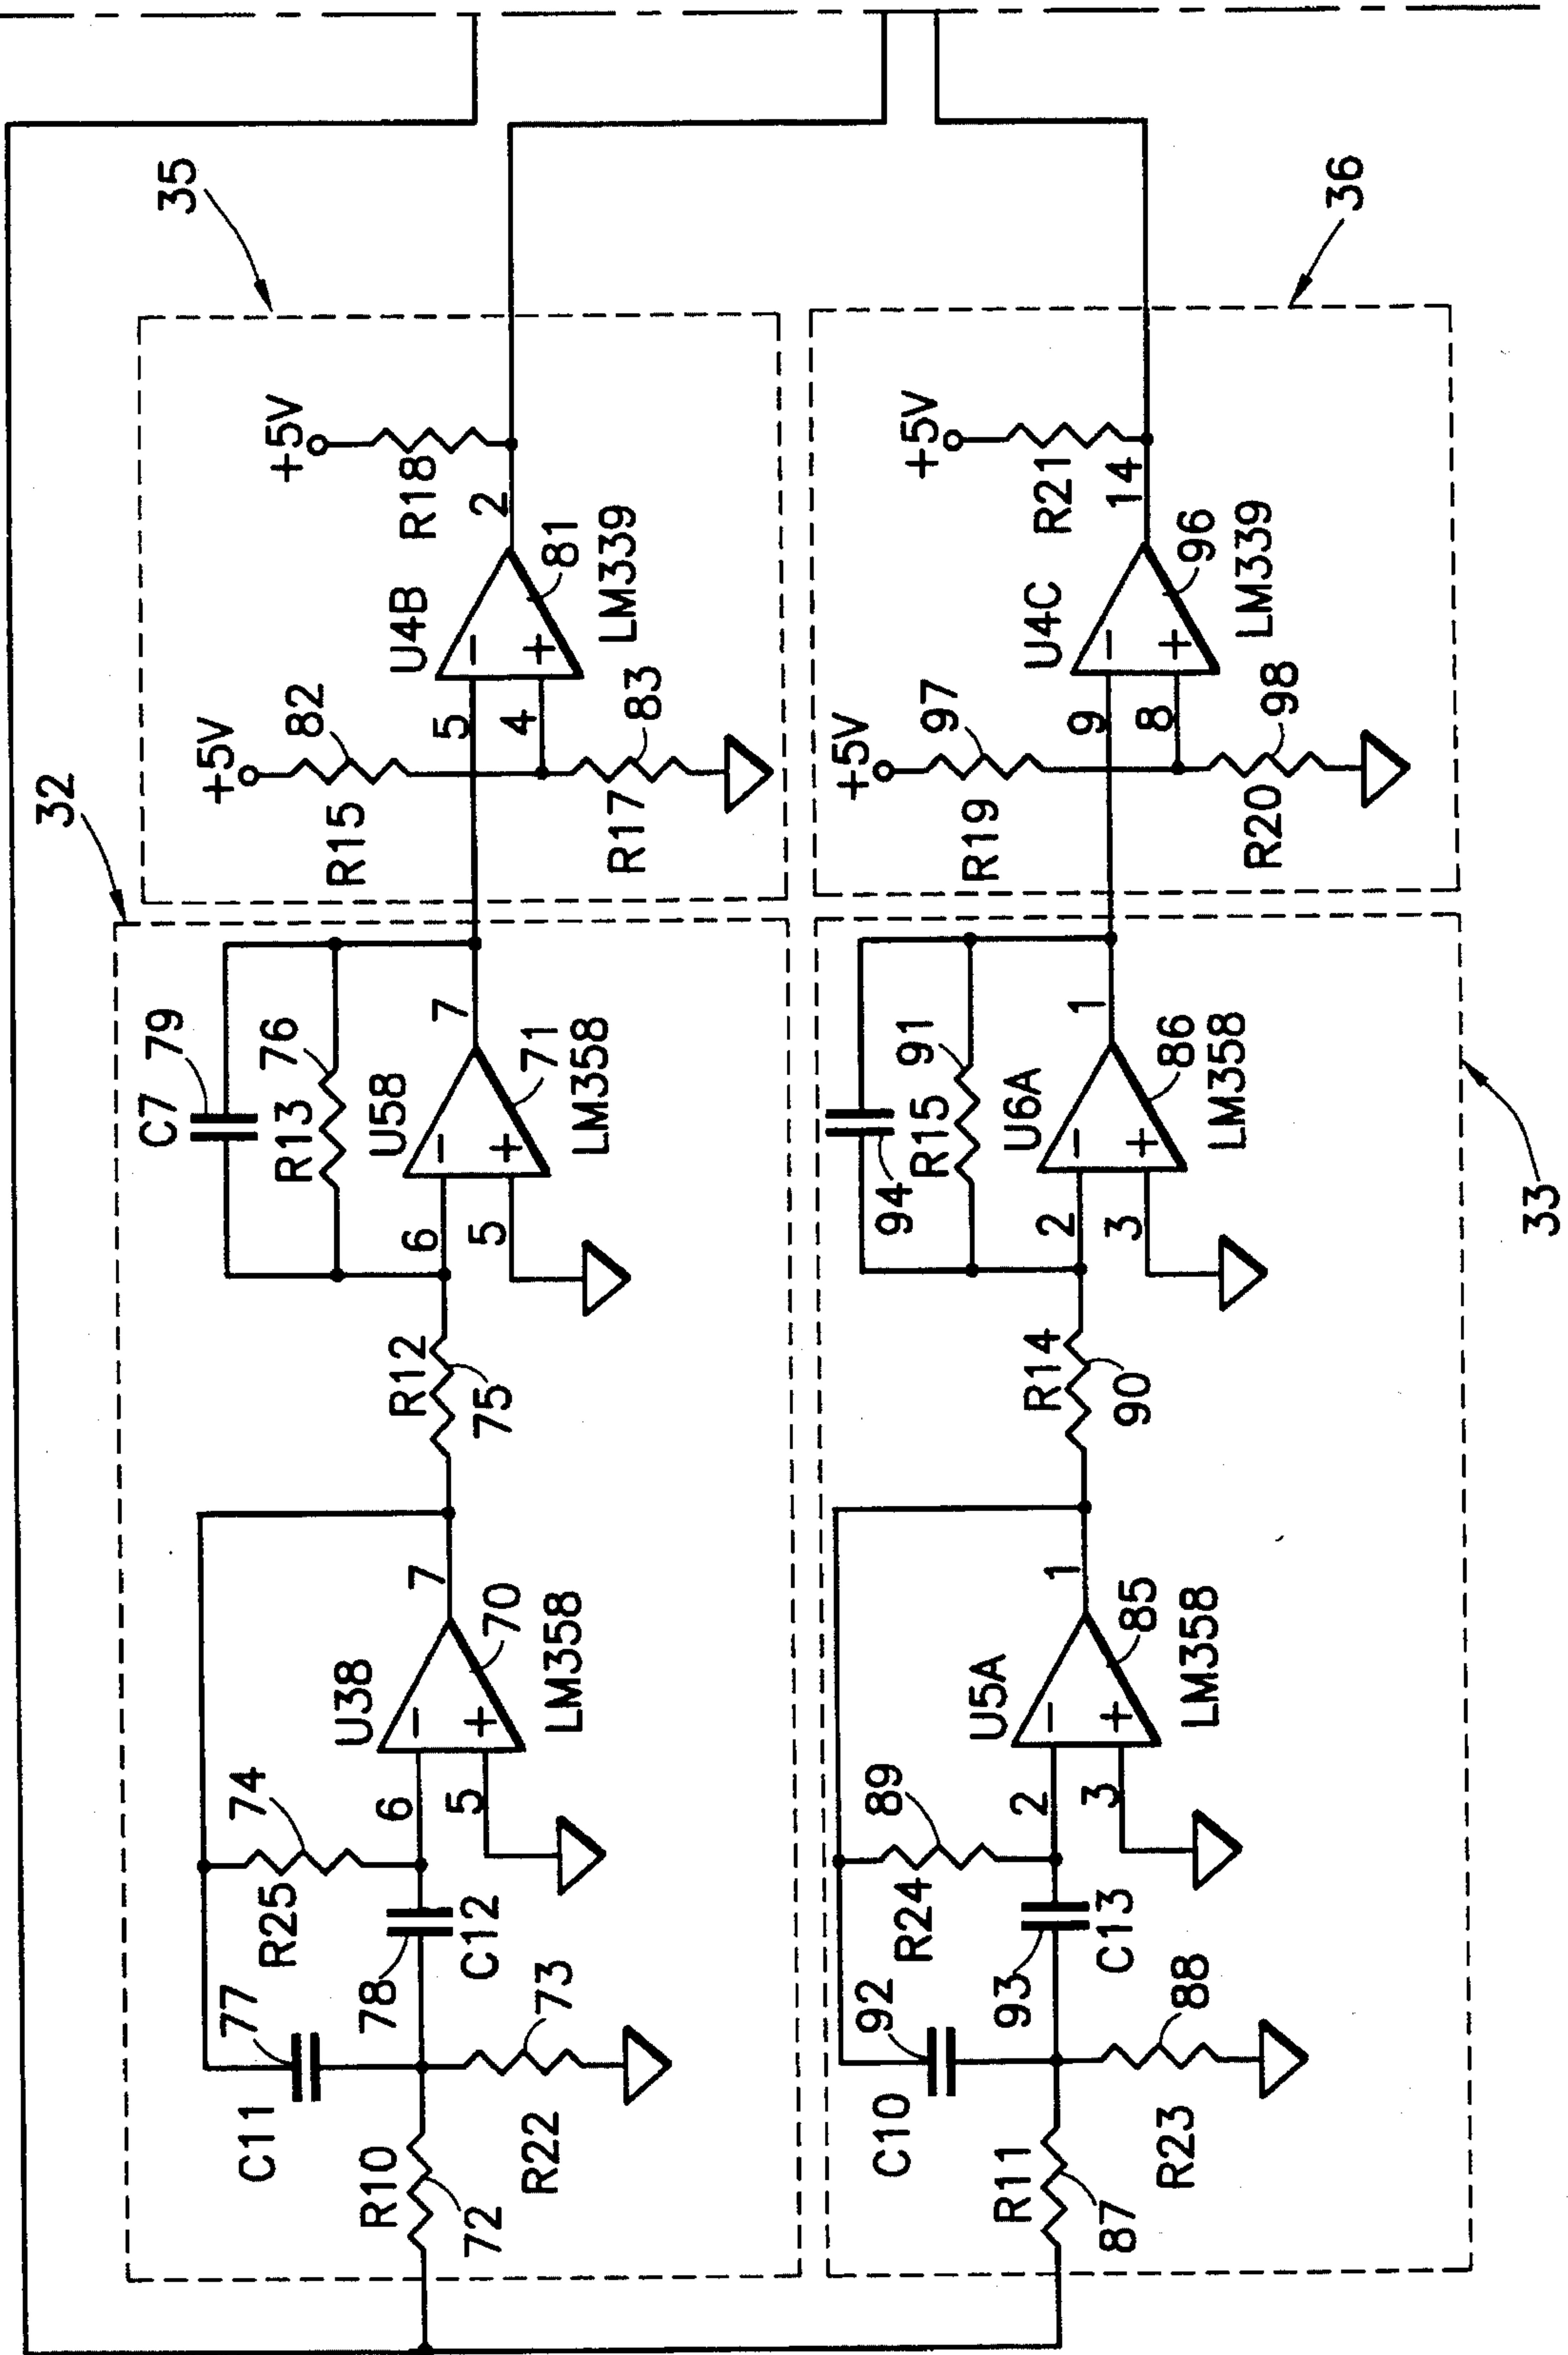 35
36
32
33
+5V
R18
2
U4B
81
LM339
+5V
82
R15
5
4
83
R17
+5V
R21
14
U4C
96
LM339
+5V
97
R19
9
8
98
R20
C7
79
76
R13
U58
7
71
LM358
6
5
R12
75
94
91
R15
U6A
1
86
LM358
2
3
R14
90
U38
7
70
LM358
74
R25
6
5
78
C12
77
C11
73
R22
R10
72
U5A
1
85
LM358
89
R24
2
3
93
C13
92
C10
88
R23
R11
87